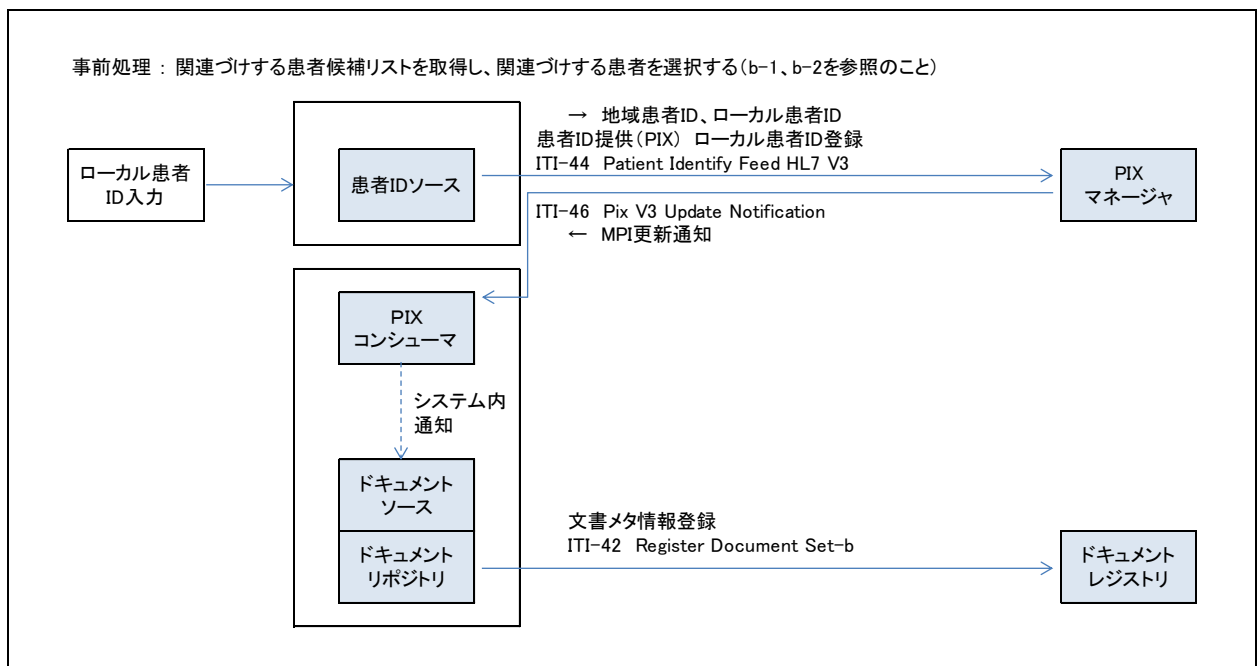 事前処理 : 関連づけする患者候補リストを取得し、関連づけする患者を選択する(b-1、b-2を参照のこと)
→ 地域患者ID、ローカル患者ID
患者ID提供(PIX) ローカル患者ID登録
ITI-44 Patient Identify Feed HL7 V3
ローカル患者
ID入力
患者IDソース
PIX
マネージャ
ITI-46 Pix V3 Update Notification
← MPI更新通知
PIX
コンシューマ
システム内
通知
ドキュメント
ソース
ドキュメント
リポジトリ
文書メタ情報登録
ITI-42 Register Document Set-b
ドキュメント
レジストリ